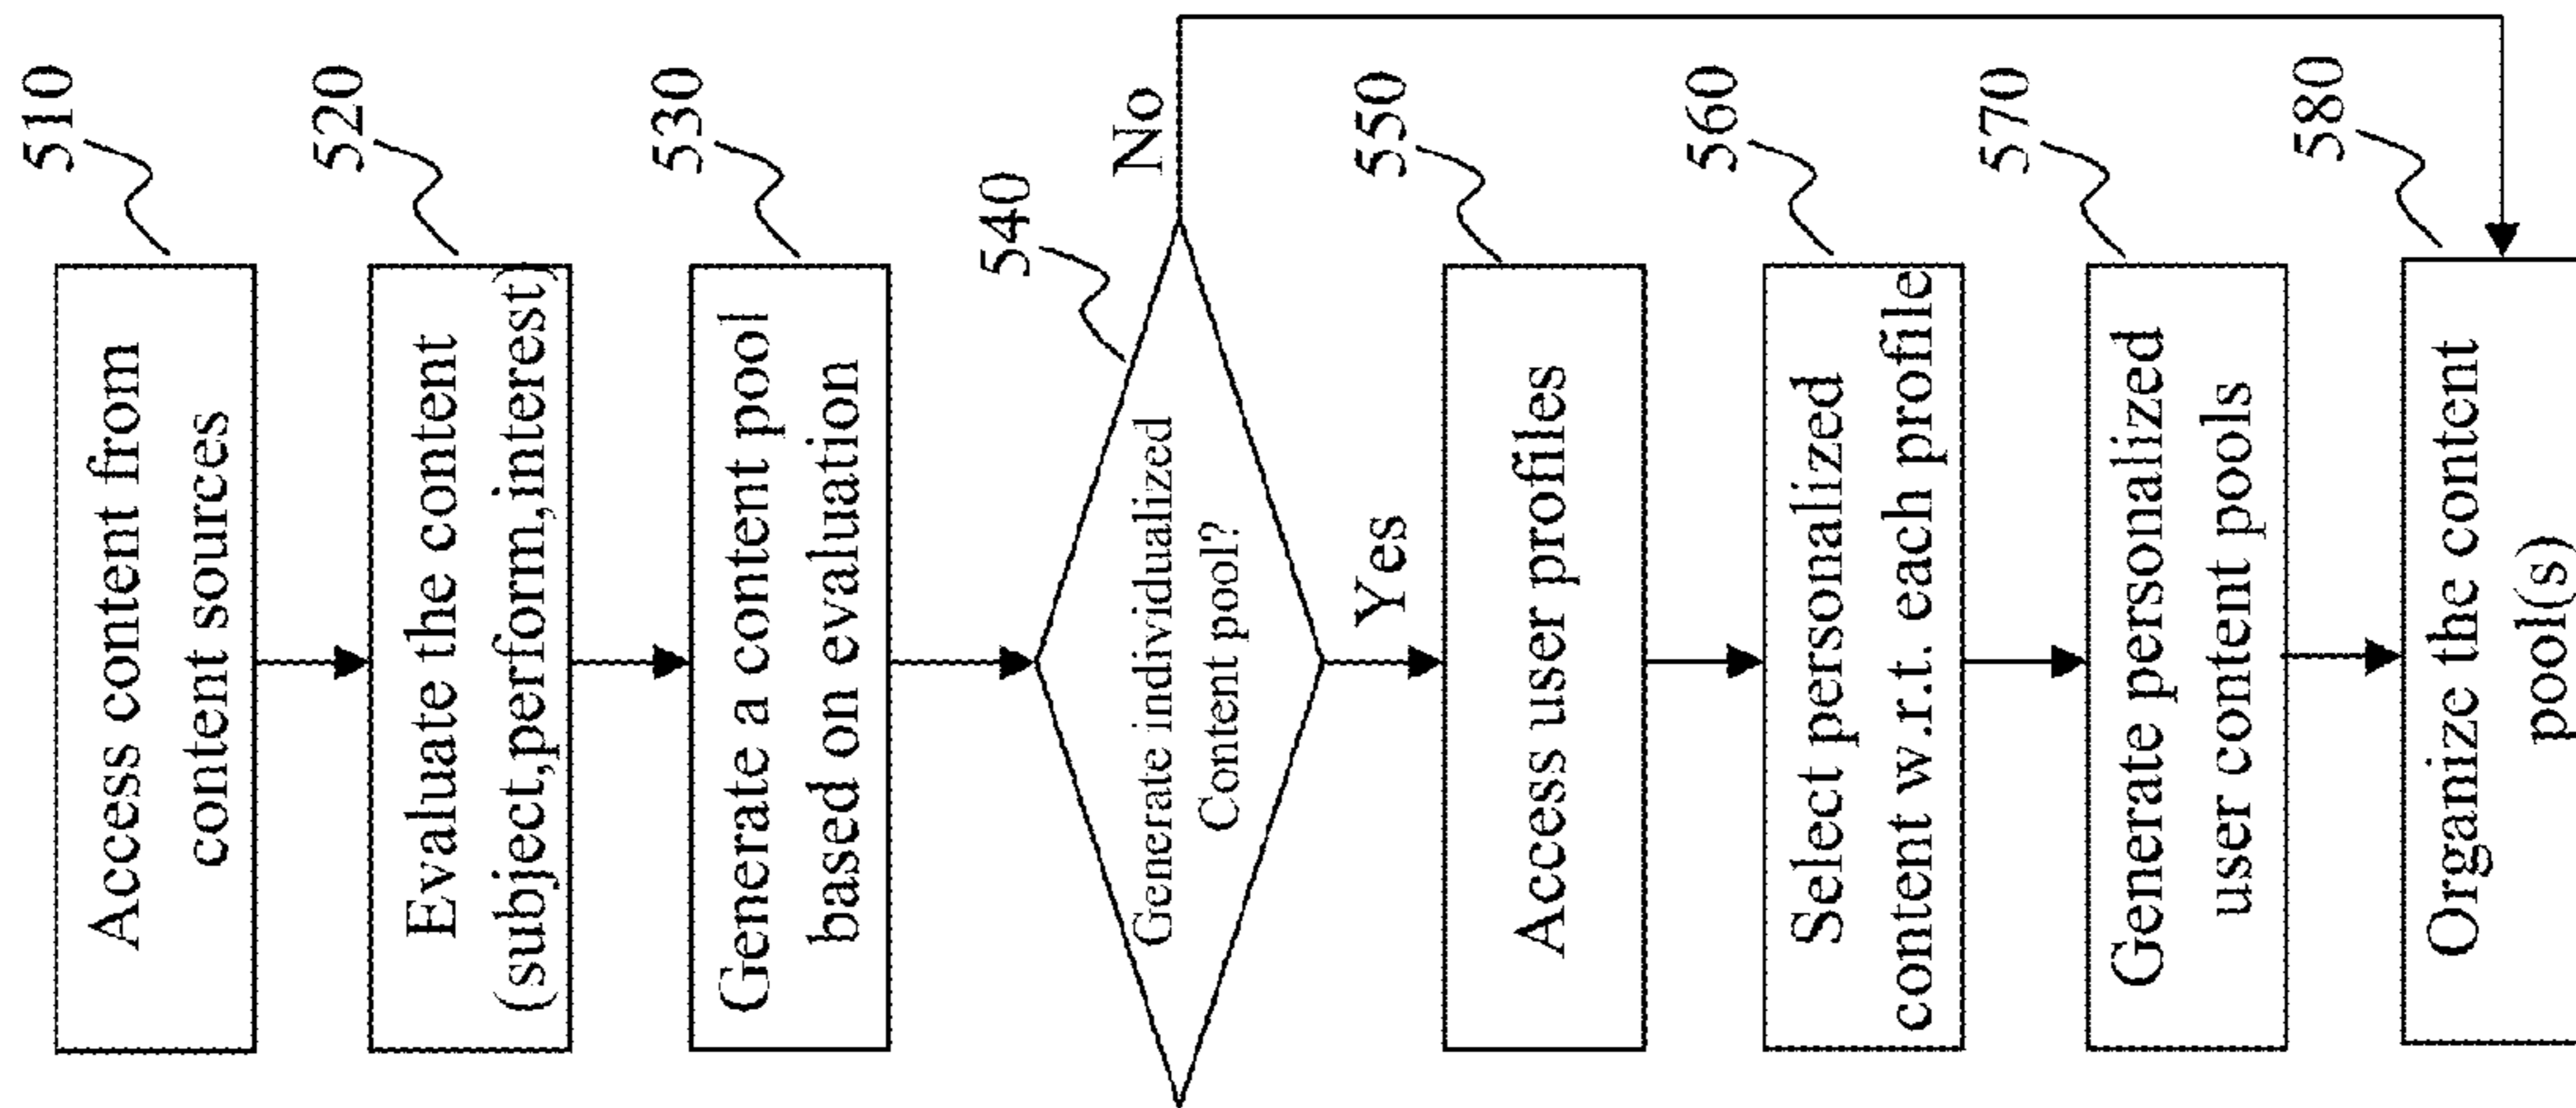 Access content from
content sources
510
Evaluate the content
(subject,perform,interest)
520
Generate a content pool
based on evaluation
530
Generate individualized
Content pool?
540
No
Yes
Access user profiles
550
Select personalized
content w.r.t. each profile
560
Generate personalized
user content pools
570
Organize the content
pool(s)
580